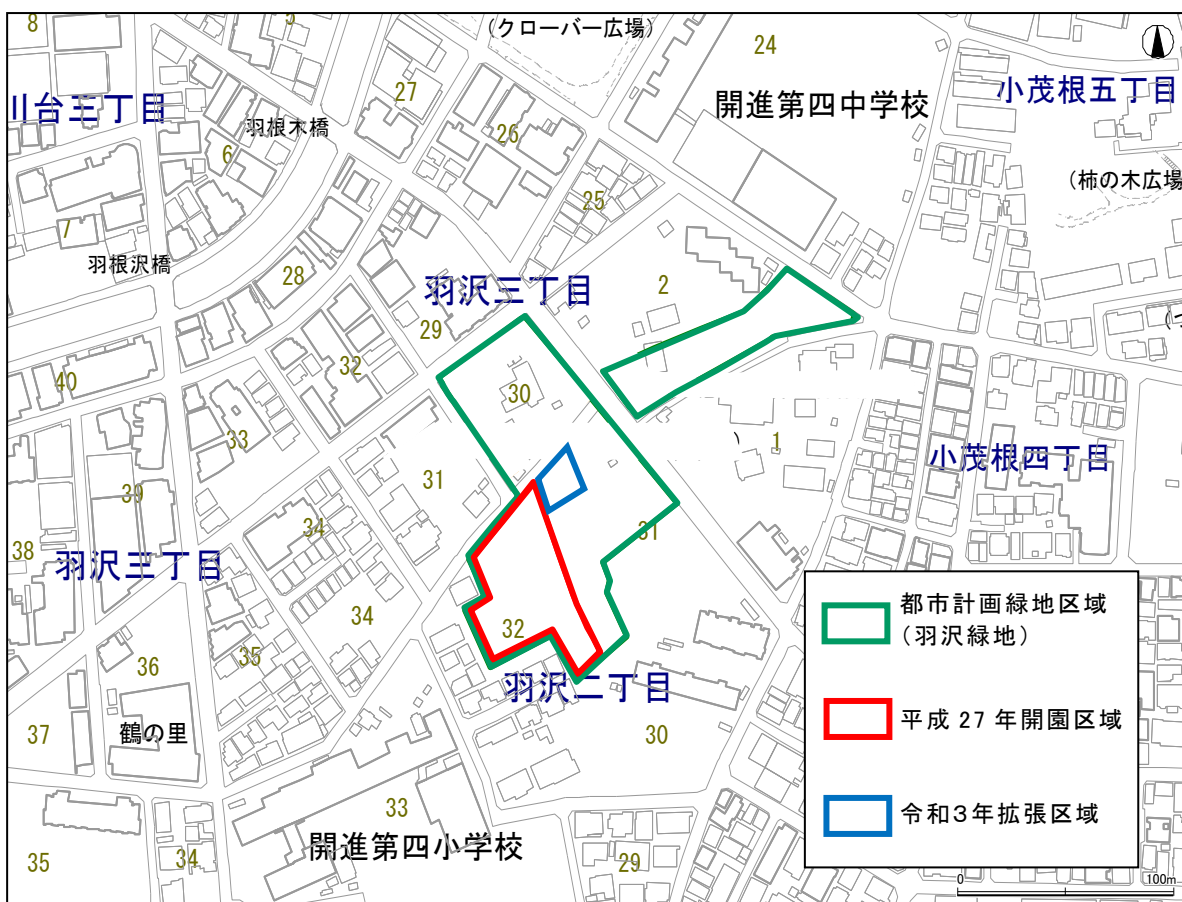 8
5
(クローバー広場)
24
27
開進第四中学校
小茂根五丁目
川台三丁目
羽根木橋
26
6
(柿の木広場
25
7
羽根沢橋
28
羽沢三丁目
2
29
32
40
30
33
1
小茂根四丁目
31
39
34
31
38
羽沢三丁目
34
32
35
36
羽沢二丁目
37
鶴の里
30
33
開進第四小学校
35
34
29
都市計画緑地区域
(羽沢緑地)
平成27年開園区域
令和3年拡張区域
0 100m